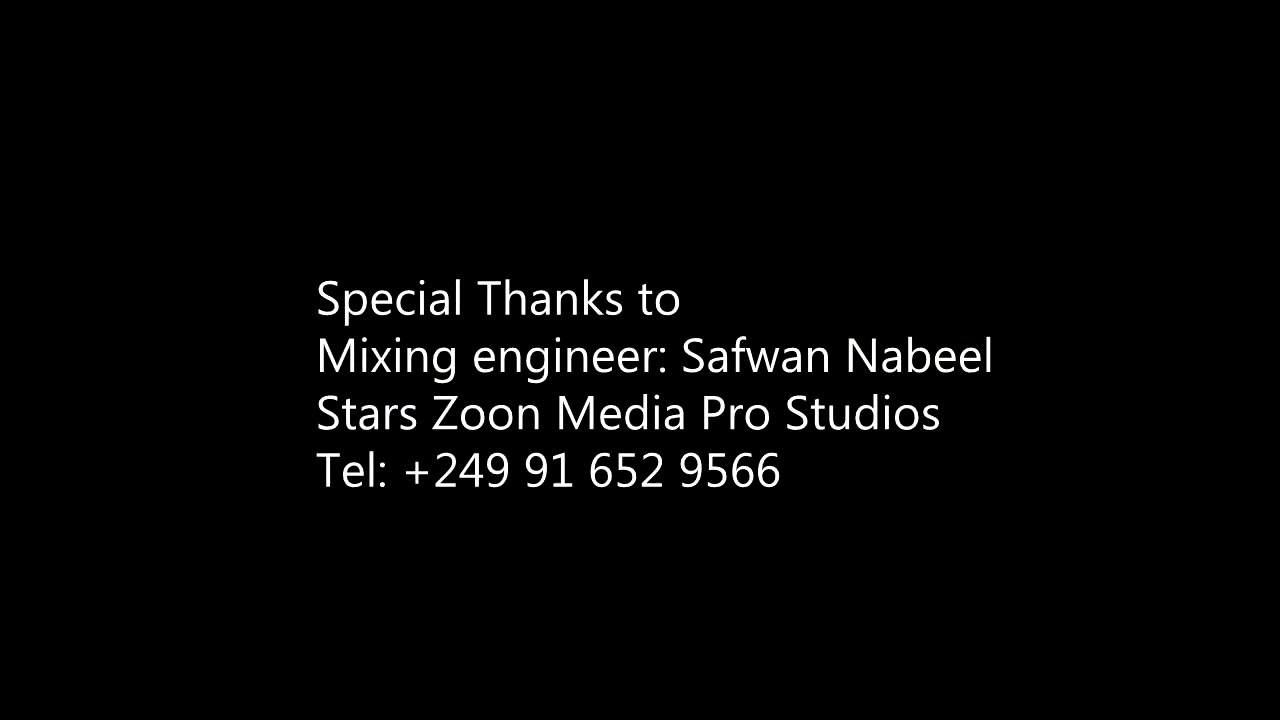 Special Thanks to
Mixing engineer: Safwan Nabeel
Stars Zoon Media Pro Studios
Tel: +249 91 652 9566